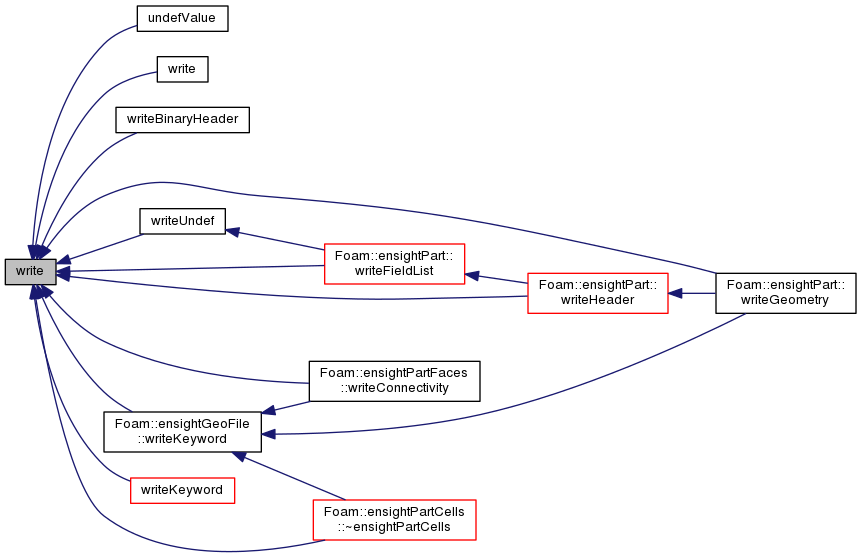 undefValue
write
writeBinaryHeader
writeUndef
write
Foam::ensightPart::
writeFieldList
Foam::ensightPart::
writeHeader
Foam::ensightPart::
writeGeometry
Foam::ensightPartFaces
::writeConnectivity
Foam::ensightGeoFile
::writeKeyword
writeKeyword
Foam::ensightPartCells
::~ensightPartCells